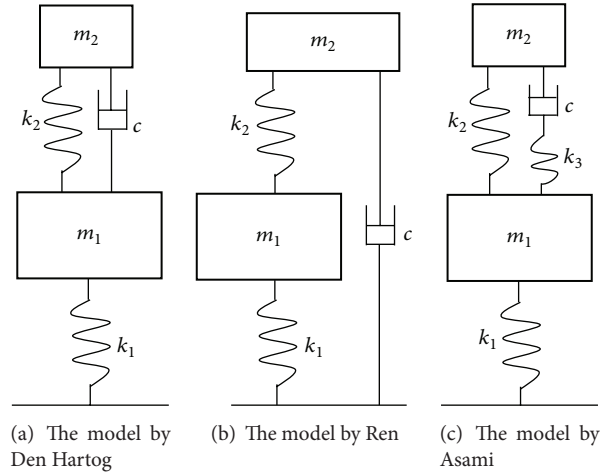 m₂
k₂
c
m₁
k₁
(a) The model by
Den Hartog
m₂
k₂
m₁
c
k₁
(b) The model by Ren
m₂
c
k₂
k₃
m₁
k₁
(c) The model by
Asami